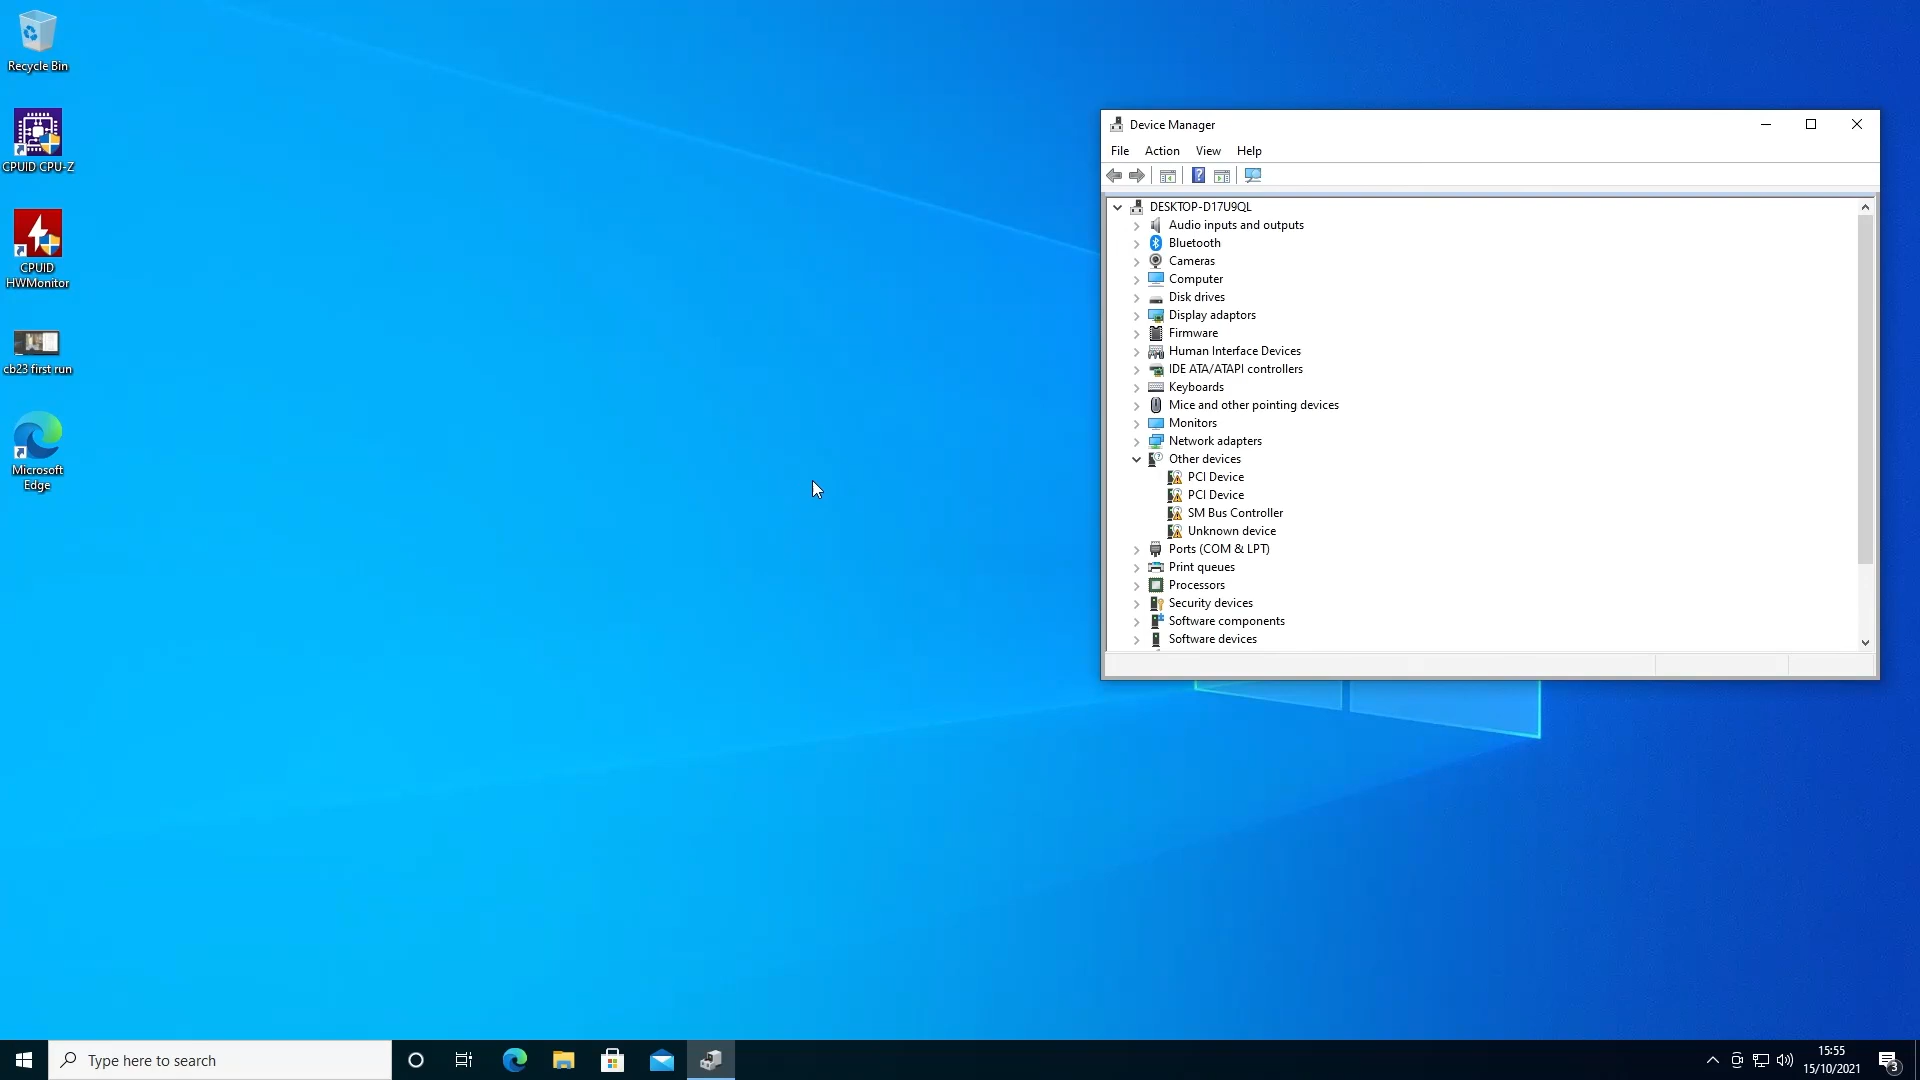 Recycle Bin
CPUID CPU-Z
CPUID
HWMonitor
cb23 first run
Microsoft
Edge
Device Manager
File Action View Help
DESKTOP-D17U9QL
Audio inputs and outputs
Bluetooth
Cameras
Computer
Disk drives
Display adaptors
Firmware
Human Interface Devices
IDE ATA/ATAPI controllers
Keyboards
Mice and other pointing devices
Monitors
Network adapters
Other devices
PCI Device
PCI Device
SM Bus Controller
Unknown device
Ports (COM & LPT)
Print queues
Processors
Security devices
Software components
Software devices
Type here to search
15:55
15/10/2021
3